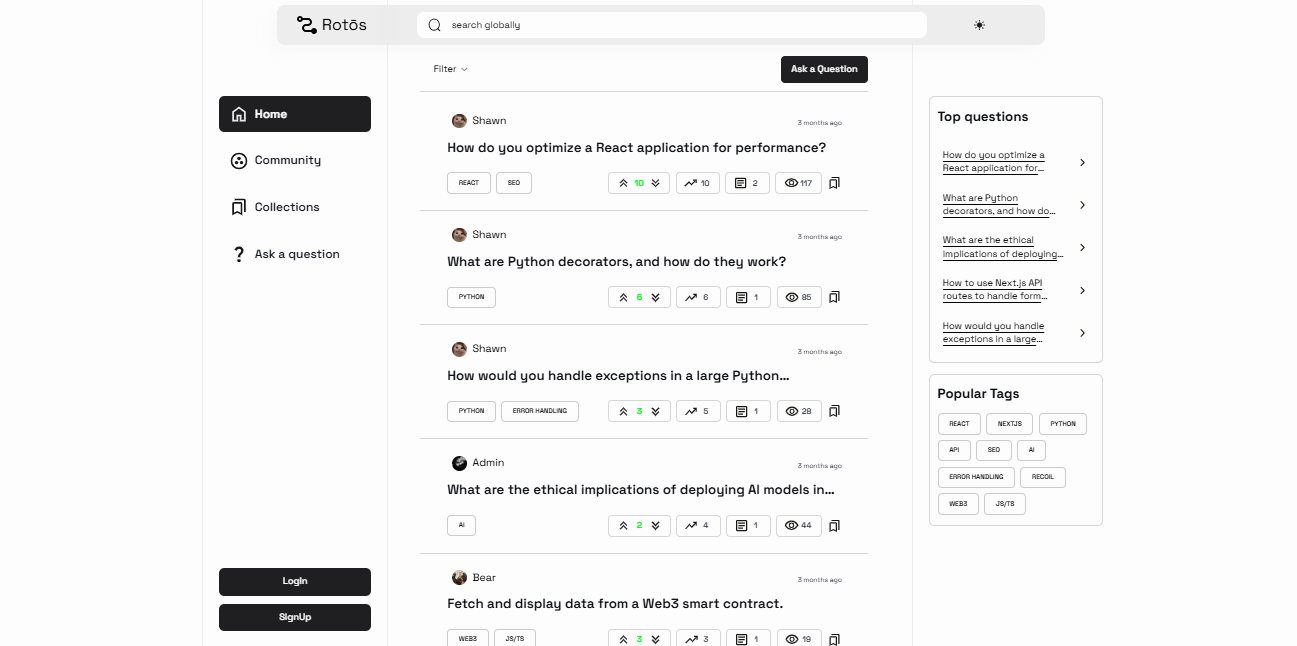 Rotōs
search globally
Filter
Ask a Question
Home
Community
Collections
Ask a question
LogIn
SignUp
Shawn
3 months ago
How do you optimize a React application for performance?
REACT SEO 10 10 2 117
Shawn
3 months ago
What are Python decorators, and how do they work?
PYTHON 6 6 1 85
Shawn
3 months ago
How would you handle exceptions in a large Python...
PYTHON ERROR HANDLING 3 5 1 28
Admin
3 months ago
What are the ethical implications of deploying AI models in...
AI 2 4 1 44
Bear
3 months ago
Fetch and display data from a Web3 smart contract.
WEB3 JS/TS 3 3 1 19
Top questions
How do you optimize a
React application for...
What are Python
decorators, and how do...
What are the ethical
implications of deploying...
How to use Next.js API
routes to handle form...
How would you handle
exceptions in a large...
Popular Tags
REACT NEXTJS PYTHON
API SEO AI
ERROR HANDLING RECOIL
WEB3 JS/TS